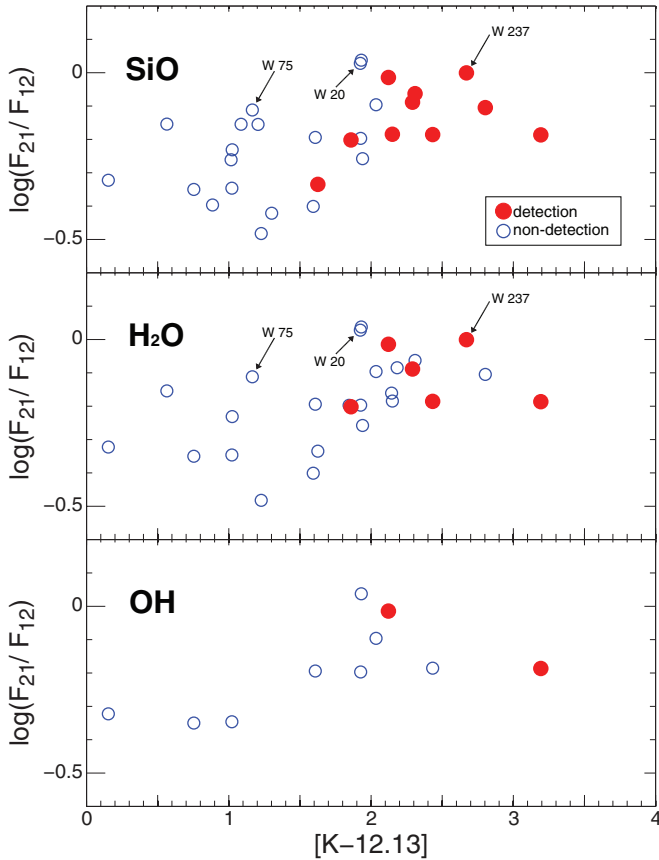 SiO
W 75
W 20
W 237
detection
non-detection
log(F21/ F12)
0
−0.5
H2O
W 75
W 20
W 237
log(F21/ F12)
0
−0.5
OH
log(F21/ F12)
0
−0.5
0 1 2 3 4
[K−12.13]